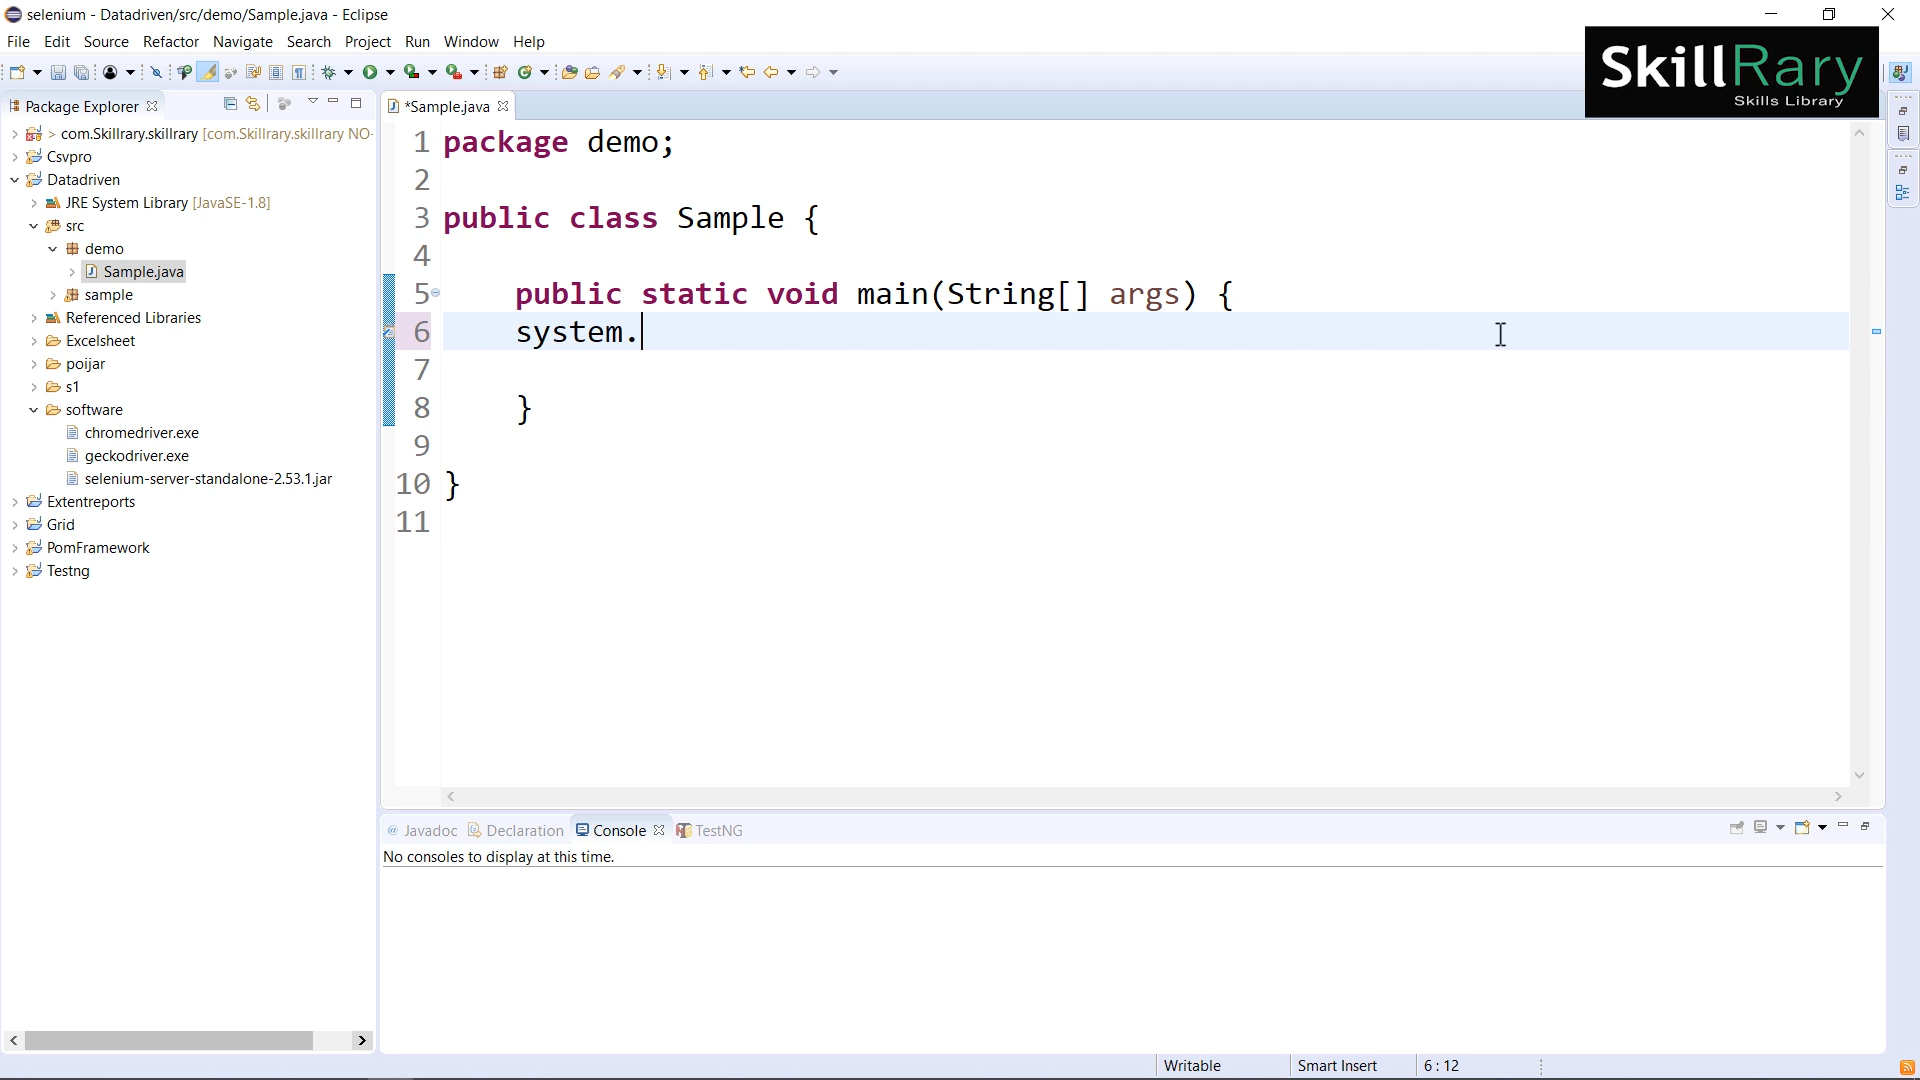 selenium - Datadriven/src/demo/Sample.java - Eclipse
File Edit Source Refactor Navigate Search Project Run Window Help
SkillRary
Skills Library
Package Explorer
*Sample.java
> com.Skillrary.skillrary [com.Skillrary.skillrary NO-
Csvpro
Datadriven
JRE System Library [JavaSE-1.8]
src
demo
Sample.java
sample
Referenced Libraries
Excelsheet
poijar
s1
software
chromedriver.exe
geckodriver.exe
selenium-server-standalone-2.53.1.jar
Extentreports
Grid
PomFramework
Testng
1 package demo;
2
3 public class Sample {
4
5 public static void main(String[] args) {
6 system.
7
8 }
9
10 }
11
@ Javadoc Declaration Console TestNG
No consoles to display at this time.
Writable Smart Insert 6 : 12